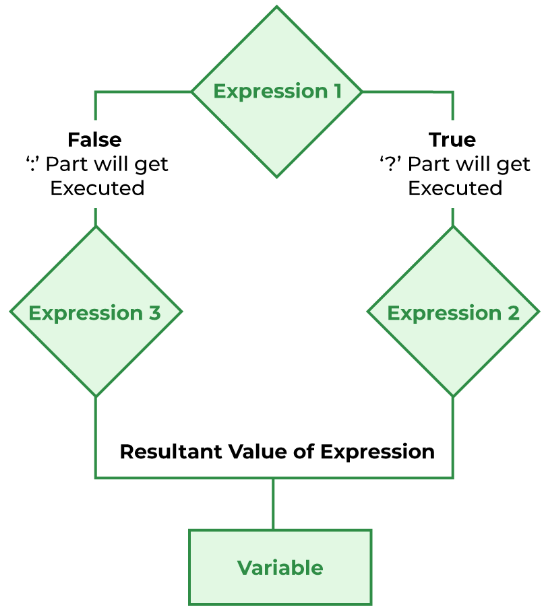 Expression 1
False
‘:’ Part will get
Executed
True
‘?’ Part will get
Executed
Expression 3
Expression 2
Resultant Value of Expression
Variable